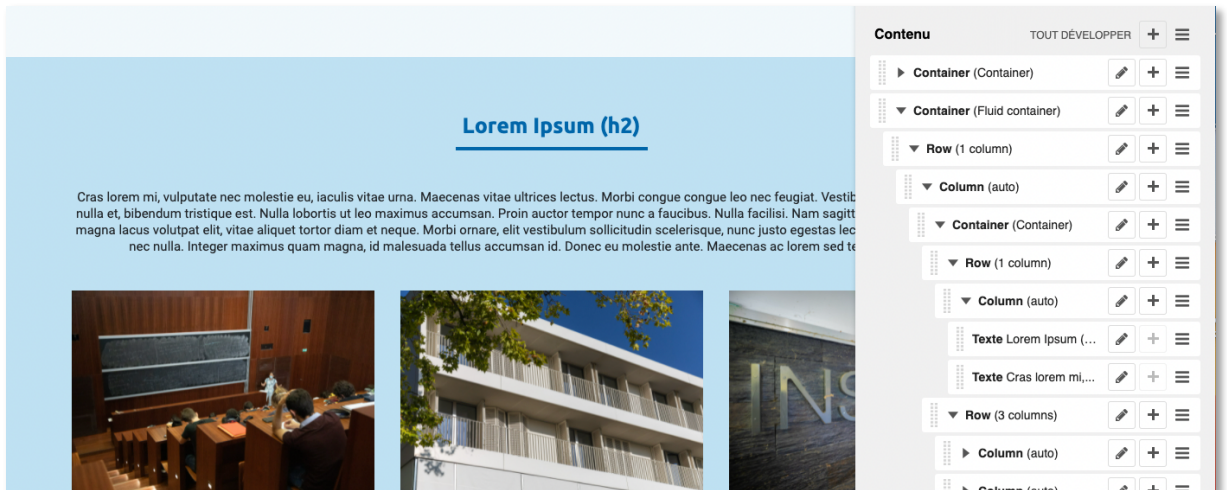 Lorem Ipsum (h2)
Cras lorem mi, vulputate nec molestie eu, iaculis vitae urna. Maecenas vitae ultrices lectus. Morbi congue congue leo nec feugiat. Vestib
nulla et, bibendum tristique est. Nulla lobortis ut leo maximus accumsan. Proin auctor tempor nunc a faucibus. Nulla facilisi. Nam sagitt
magna lacus volutpat elit, vitae aliquet tortor diam et neque. Morbi ornare, elit vestibulum sollicitudin scelerisque, nunc justo egestas lec
nec nulla. Integer maximus quam magna, id malesuada tellus accumsan id. Donec eu molestie ante. Maecenas ac lorem sed te
INS
Contenu TOUT DÉVELOPPER
Container (Container)
Container (Fluid container)
Row (1 column)
Column (auto)
Container (Container)
Row (1 column)
Column (auto)
Texte Lorem Ipsum (...
Texte Cras lorem mi,...
Row (3 columns)
Column (auto)
Column (auto)